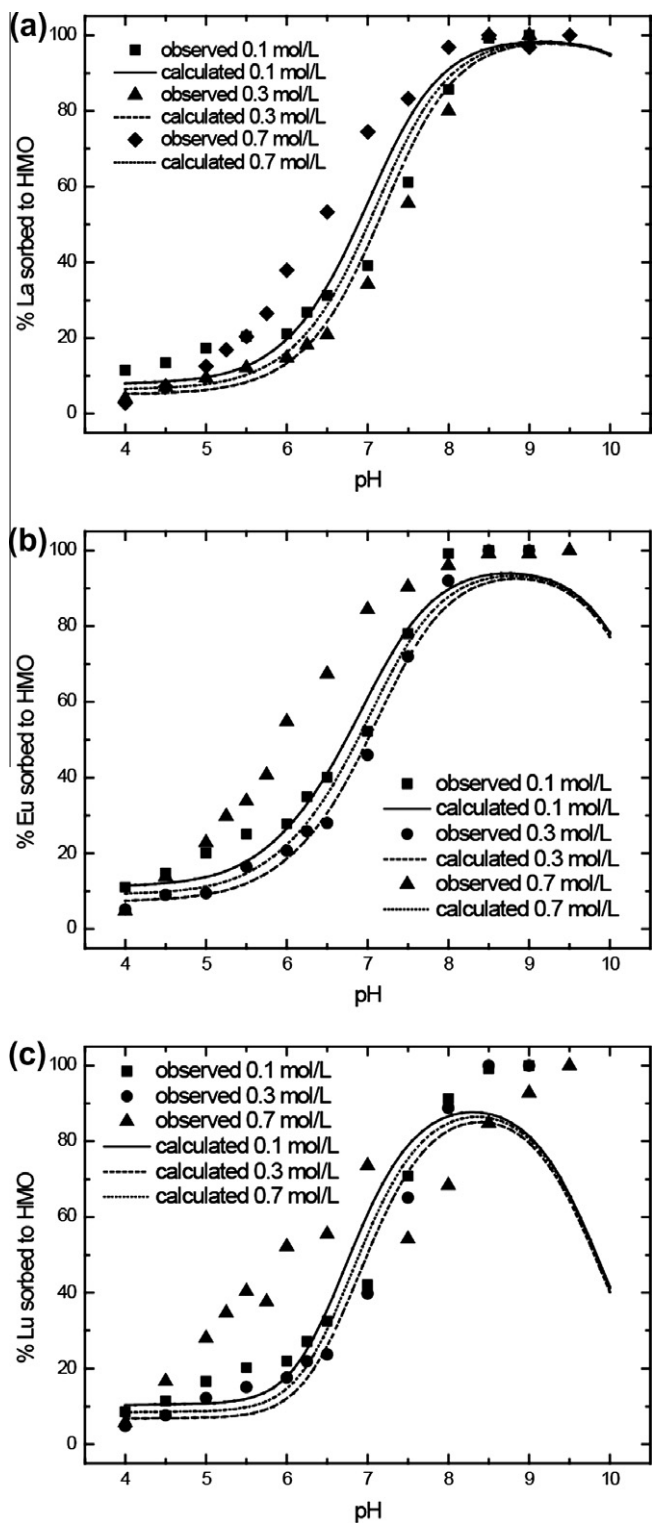 (a)
100
80
60
40
20
0
% La sorbed to HMO
observed 0.1 mol/L
calculated 0.1 mol/L
observed 0.3 mol/L
calculated 0.3 mol/L
observed 0.7 mol/L
calculated 0.7 mol/L
4 5 6 7 8 9 10
pH
(b)
100
80
60
40
20
0
% Eu sorbed to HMO
observed 0.1 mol/L
calculated 0.1 mol/L
observed 0.3 mol/L
calculated 0.3 mol/L
observed 0.7 mol/L
calculated 0.7 mol/L
4 5 6 7 8 9 10
pH
(c)
100
80
60
40
20
0
% Lu sorbed to HMO
observed 0.1 mol/L
observed 0.3 mol/L
observed 0.7 mol/L
calculated 0.1 mol/L
calculated 0.3 mol/L
calculated 0.7 mol/L
4 5 6 7 8 9 10
pH